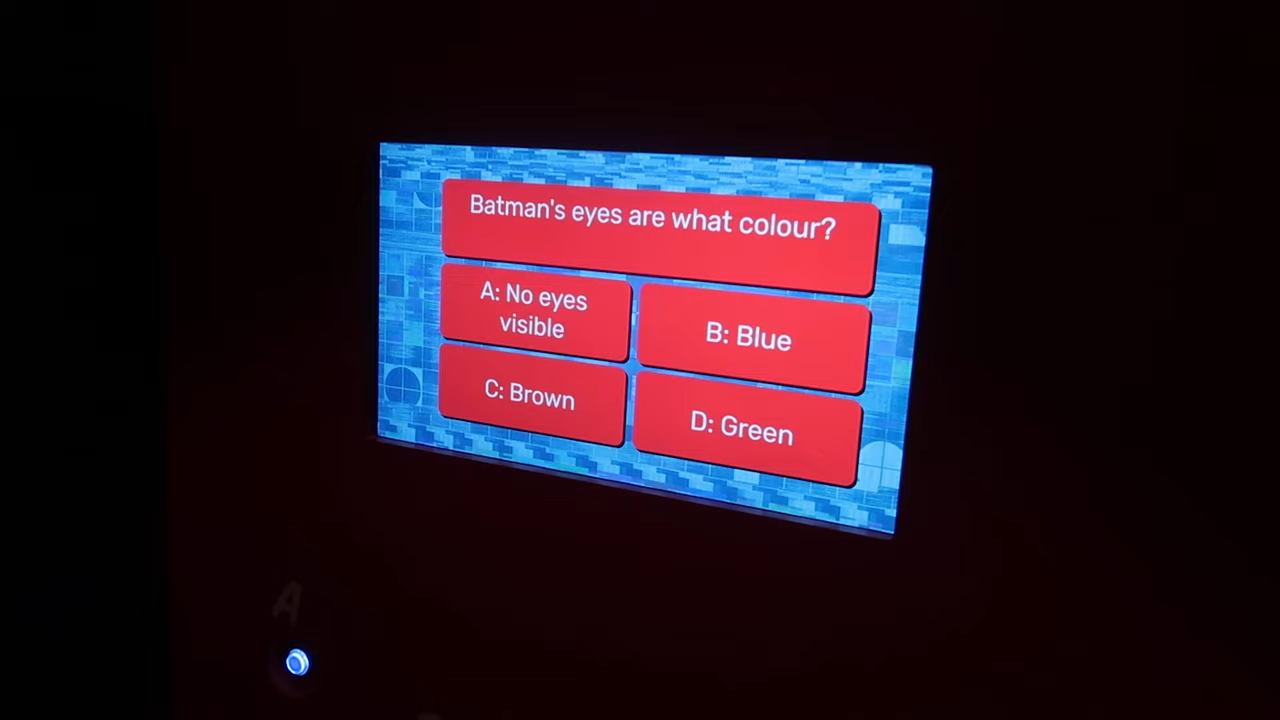 Batman's eyes are what colour?
A: No eyes
visible
B: Blue
C: Brown
D: Green
A